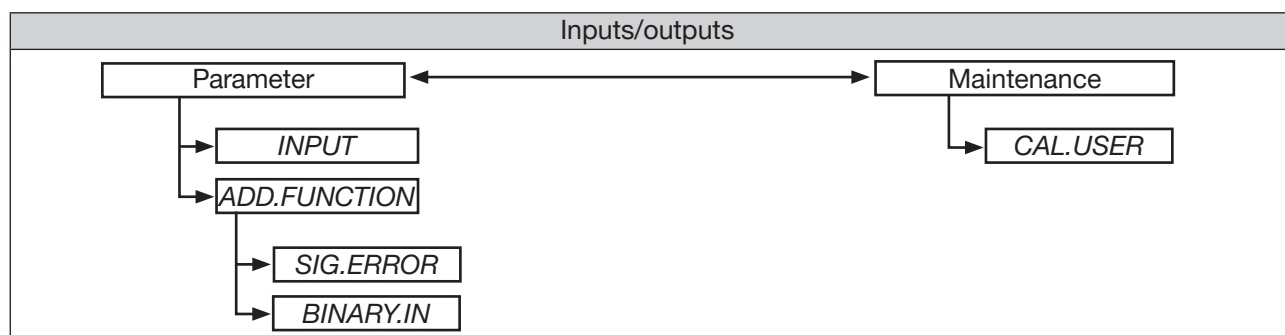 Inputs/outputs
Parameter
Maintenance
INPUT
CAL.USER
ADD.FUNCTION
SIG.ERROR
BINARY.IN